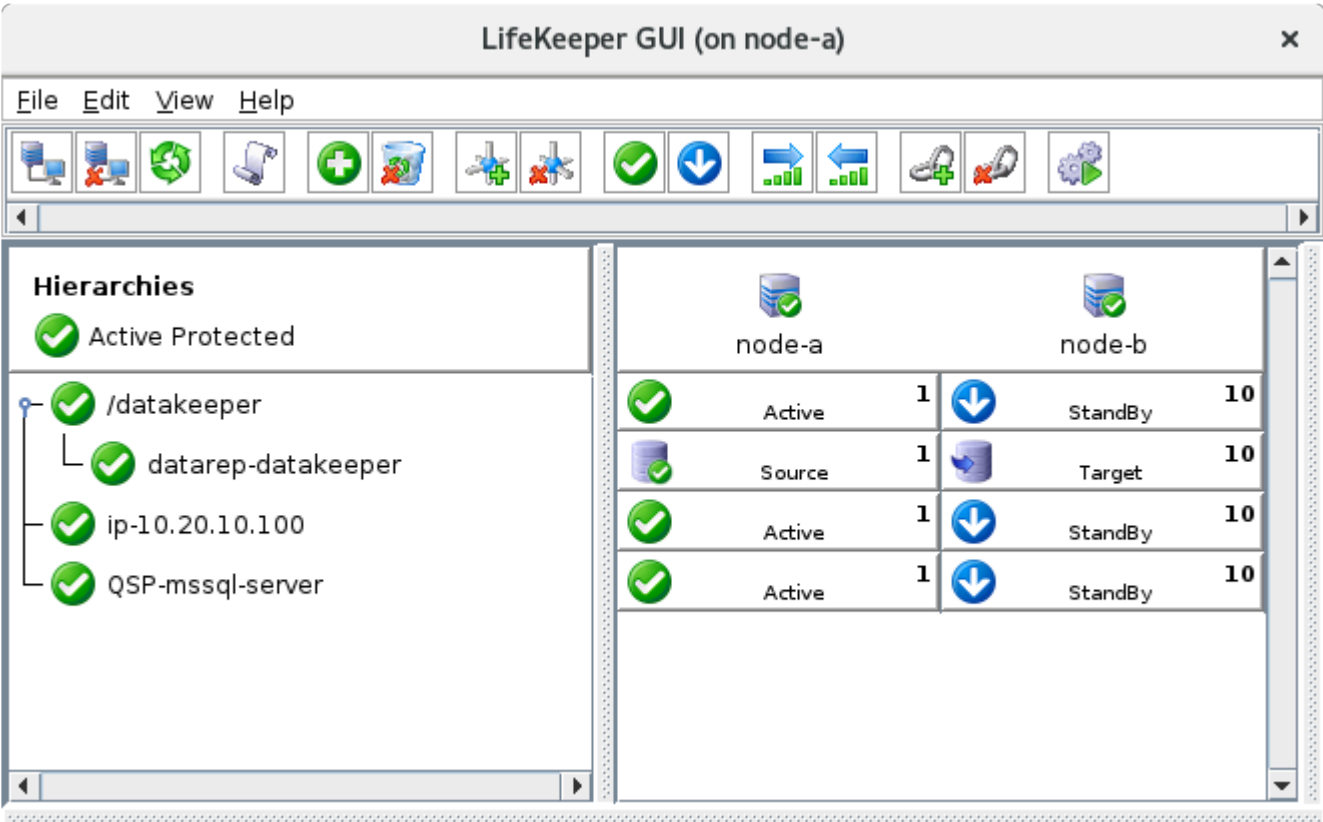 LifeKeeper GUI (on node-a)
File Edit View Help
Hierarchies
Active Protected
node-a node-b
/datakeeper 1 Active 10 StandBy
datarep-datakeeper 1 Source 10 Target
ip-10.20.10.100 1 Active 10 StandBy
QSP-mssql-server 1 Active 10 StandBy